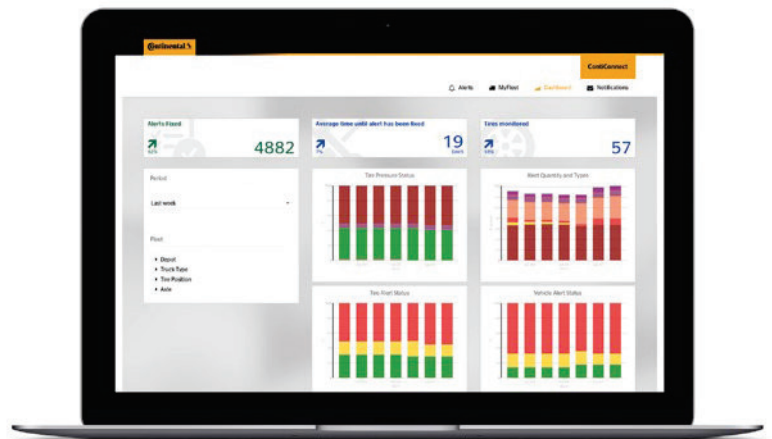 Continental
ContiConnect
Alerts
MyFleet
Dashboard
Notifications
Alerts fixed
4882
Average time until alert has been fixed
7%
19
Tires monitored
57
Period
Last week
Fleet
Depot
Truck Type
Tire Position
Axle
Tire Pressure Status
Alert Quantity and Types
Tire Alert Status
Vehicle Alert Status